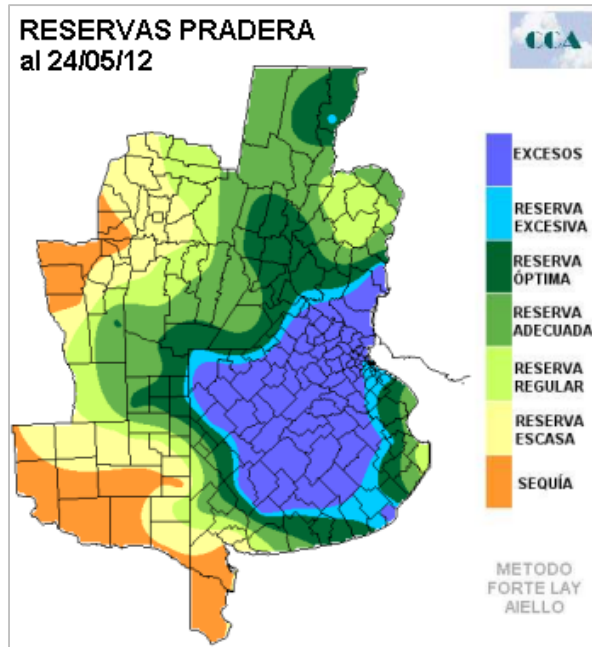 RESERVAS PRADERA
al 24/05/12
CCA
EXCESOS
RESERVA
EXCESIVA
RESERVA
ÓPTIMA
RESERVA
ADECUADA
RESERVA
REGULAR
RESERVA
ESCASA
SEQUÍA
METODO
FORTE LAY
AIELLO